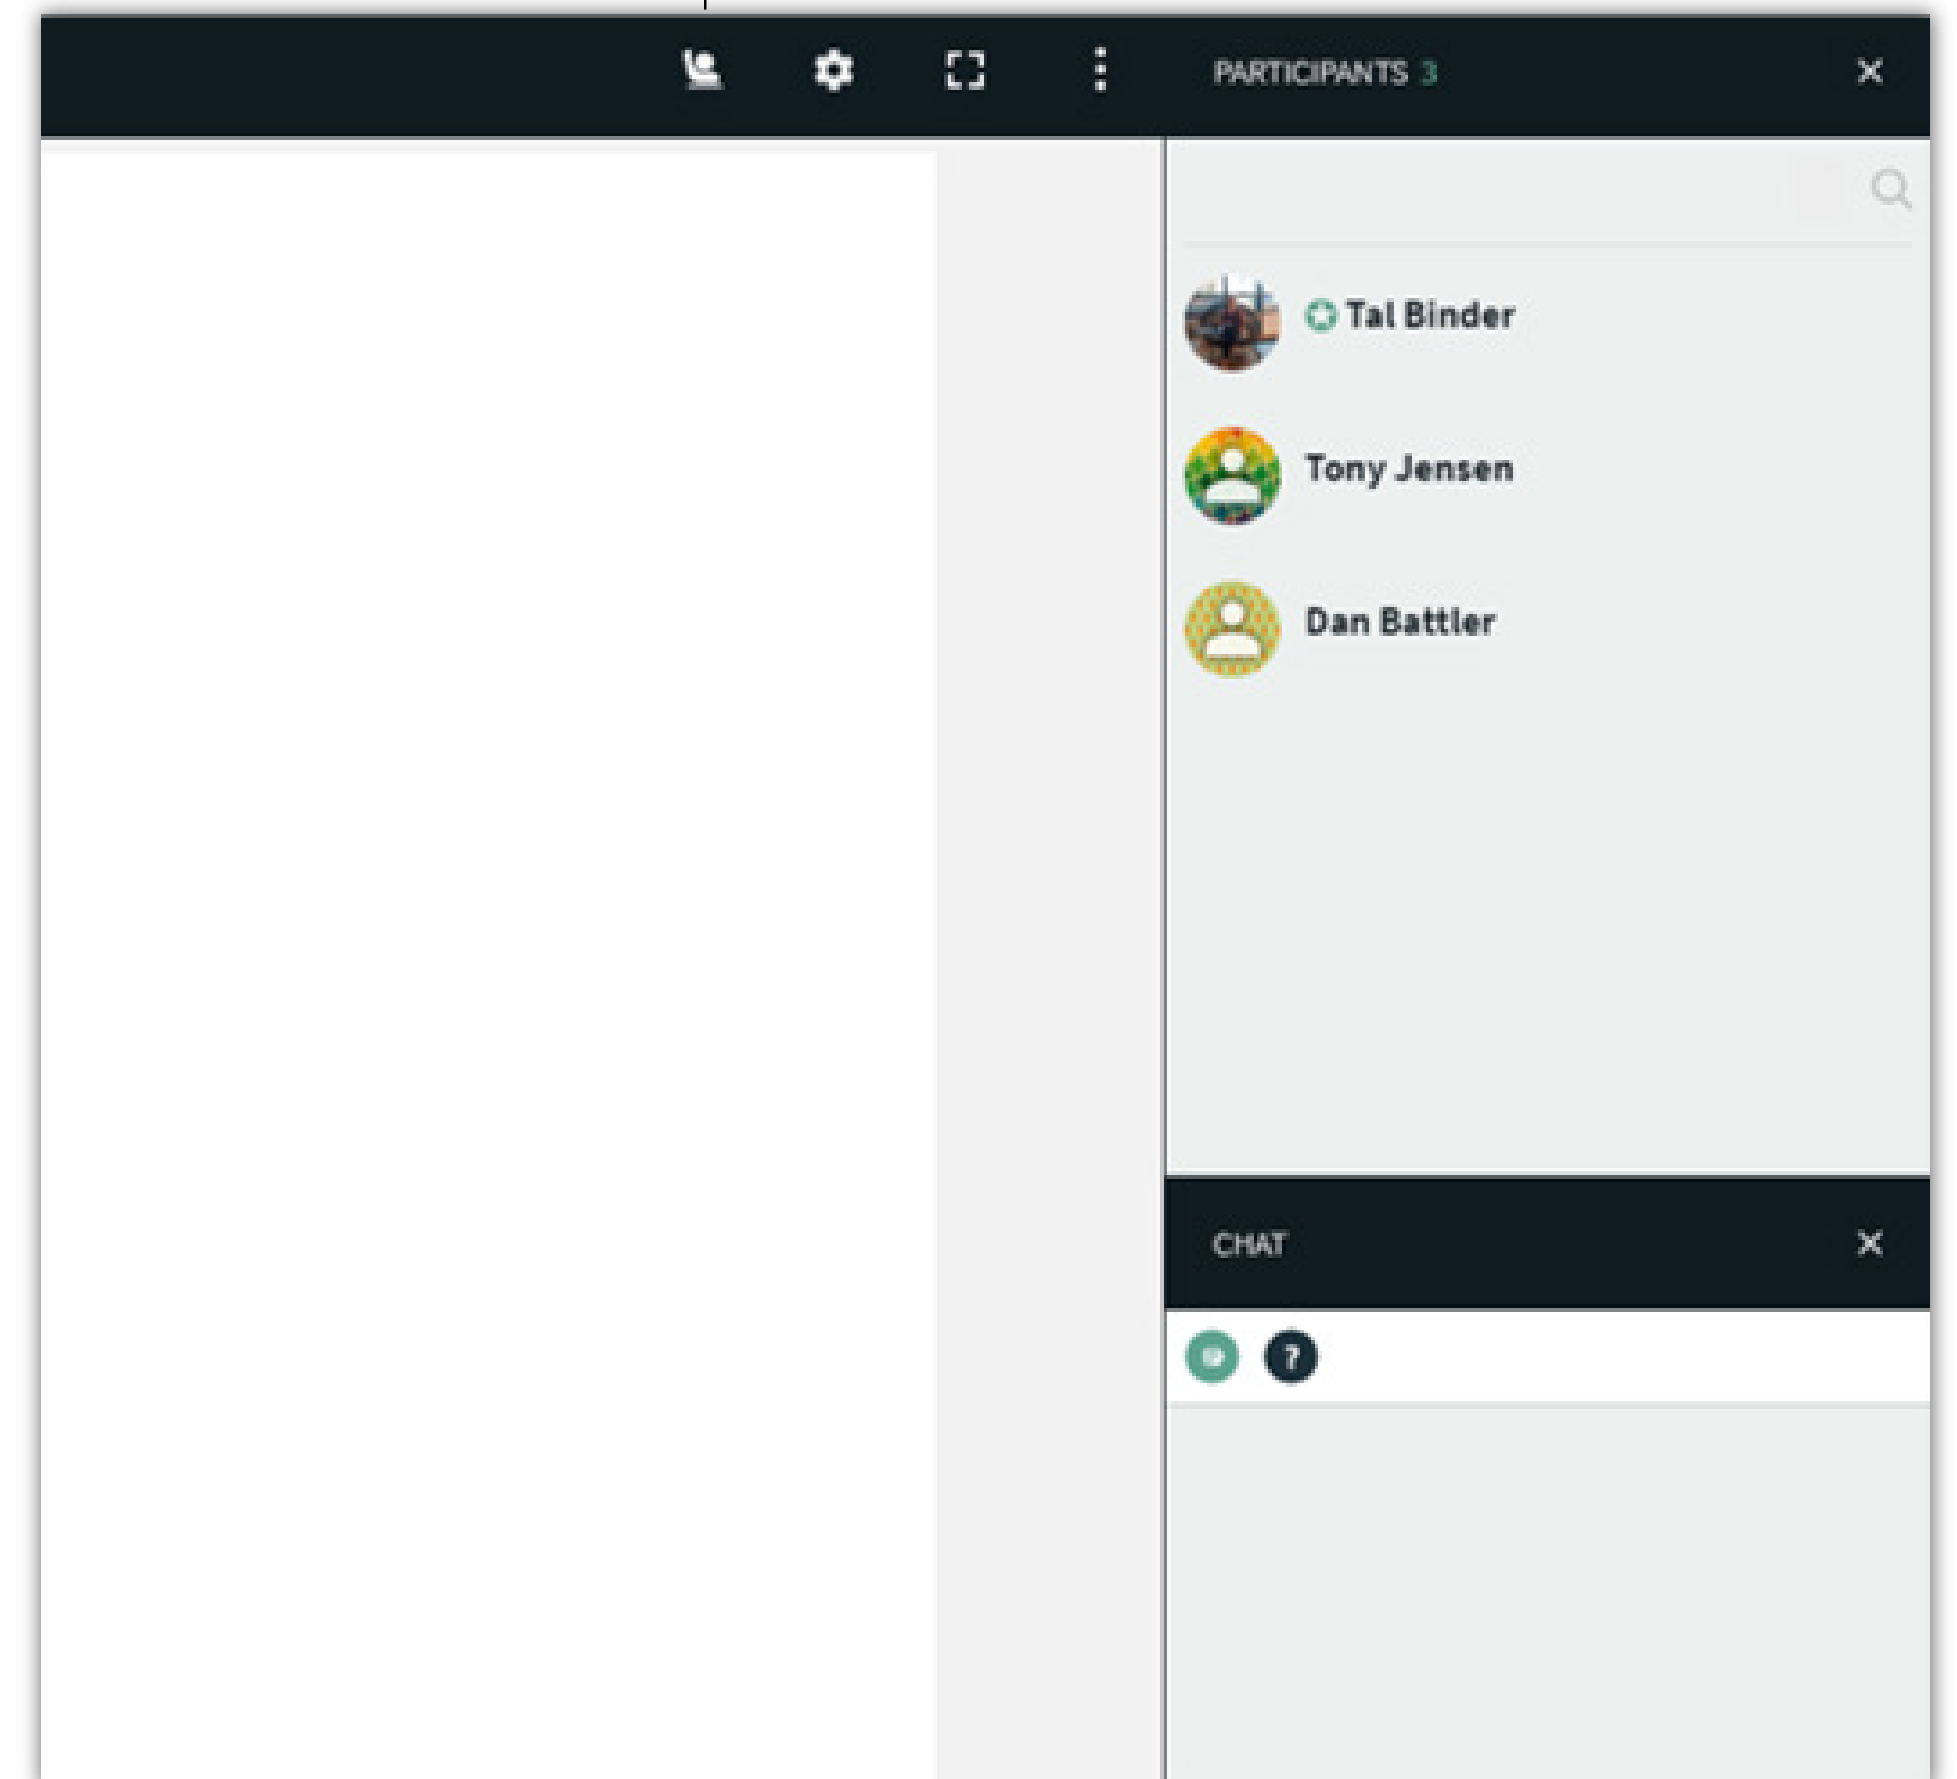 PARTICIPANTS 3
Tal Binder
Tony Jensen
Dan Battler
CHAT
?